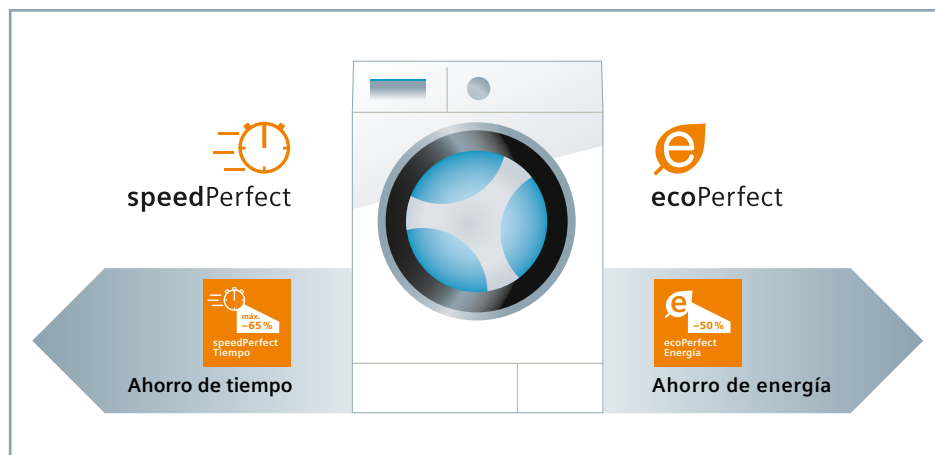 speedPerfect
máx.
–65 %
speedPerfect
Tiempo
Ahorro de tiempo
e
ecoPerfect
e
–50 %
ecoPerfect
Energía
Ahorro de energía